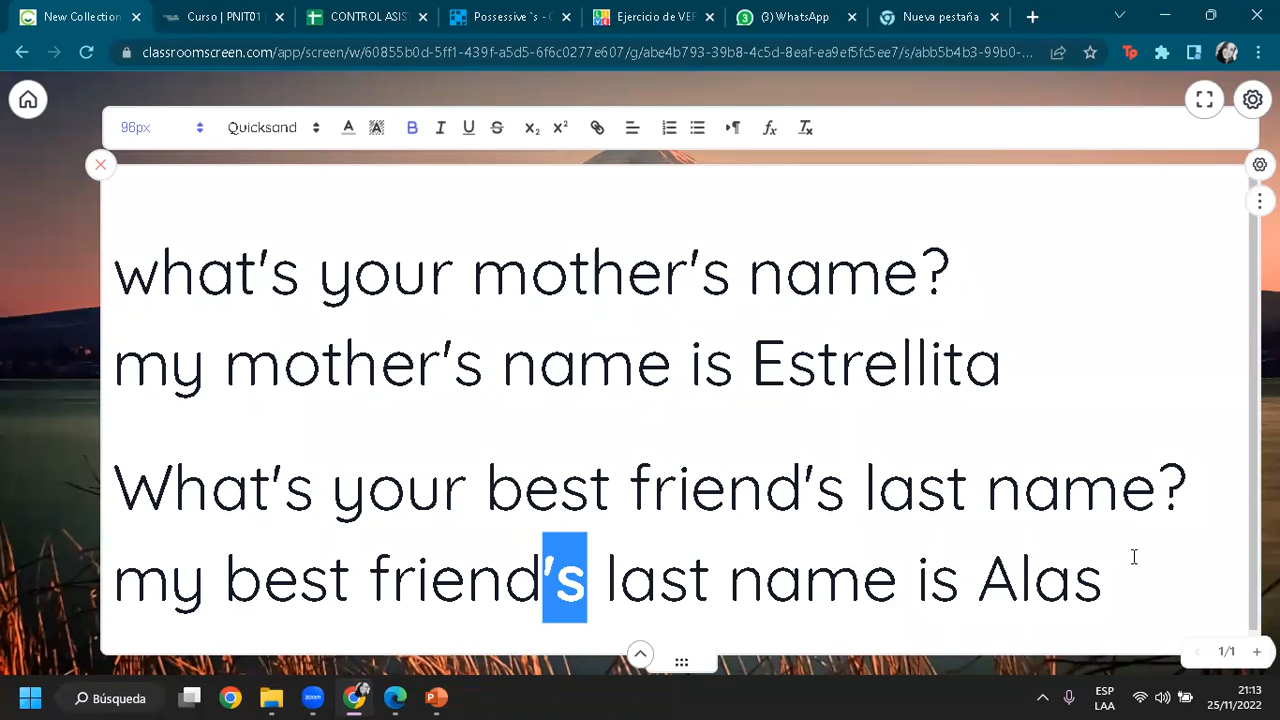 New Collection
Curso | PNIT01
CONTROL ASIS
Possessive `s - G
Ejercicio de VER
(3) WhatsApp
Nueva pestaña
classroomscreen.com/app/screen/w/60855b0d-5ff1-439f-a5d5-6f6c0277e607/g/abe4b793-39b8-4c5d-8eaf-ea9ef5fc5ee7/s/abb5b4b3-99b0-...
96px
Quicksand
what's your mother's name?
my mother's name is Estrellita
What's your best friend's last name?
my best friend's last name is Alas
1/1
Búsqueda
ESP
LAA
21:13
25/11/2022